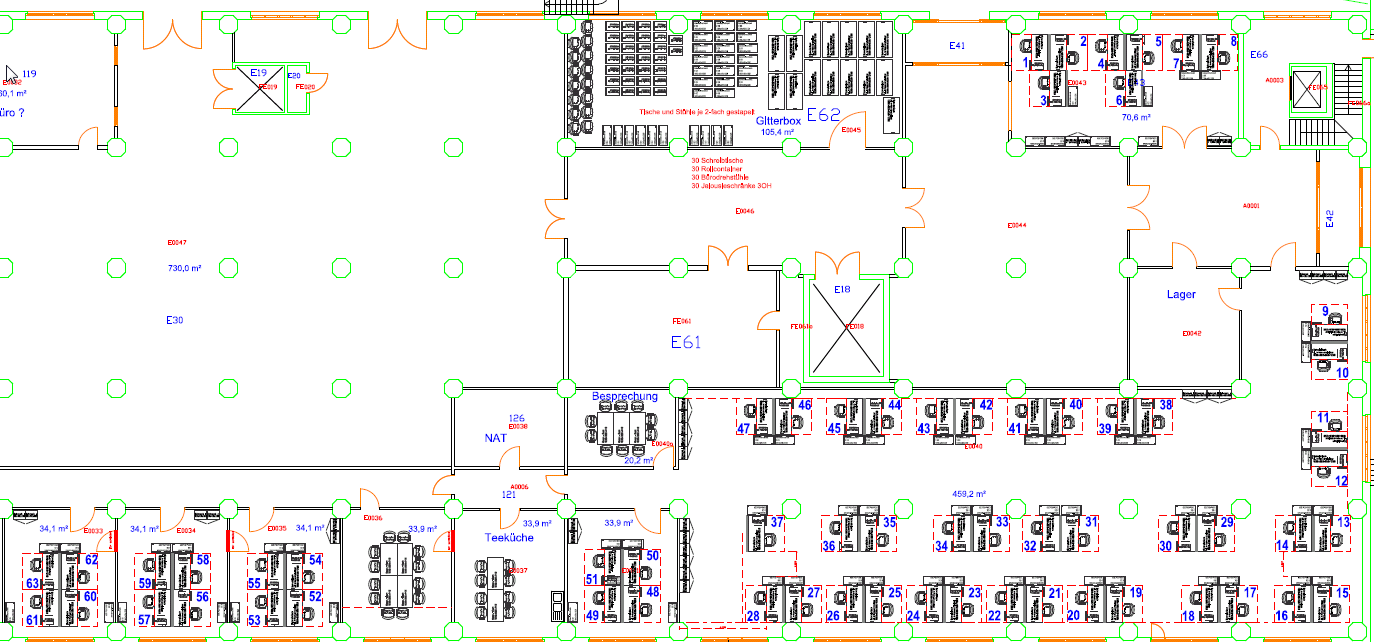 119
60,1 m²
üro ?
E19
FE019
E20
FE020
Tische und Stühle je 2-fach gestapelt
Gitterbox
105,4 m²
E62
E0045
E41
1
2
3
4
5
6
7
8
E0043
70,6 m²
E66
A0003
30 Schreibtische
30 Rollcontainer
30 Bürodrehstühle
30 Jalousieschränke 3OH
E0046
E0044
A0001
E42
E0047
730,0 m²
E30
FE061
E61
FE061a
E18
FE018
Lager
E0042
9
10
11
12
126
E0038
NAT
Besprechung
E0040a
20,2 m²
47
46
45
44
43
42
41
40
39
38
E0040
459,2 m²
A0006
121
34,1 m²
E0033
34,1 m²
E0034
E0035
34,1 m²
E0036
33,9 m²
33,9 m²
Teeküche
E0037
33,9 m²
63
62
61
60
59
58
57
56
55
54
53
52
51
50
49
48
37
36
35
34
33
32
31
30
29
14
13
28
27
26
25
24
23
22
21
20
19
18
17
16
15